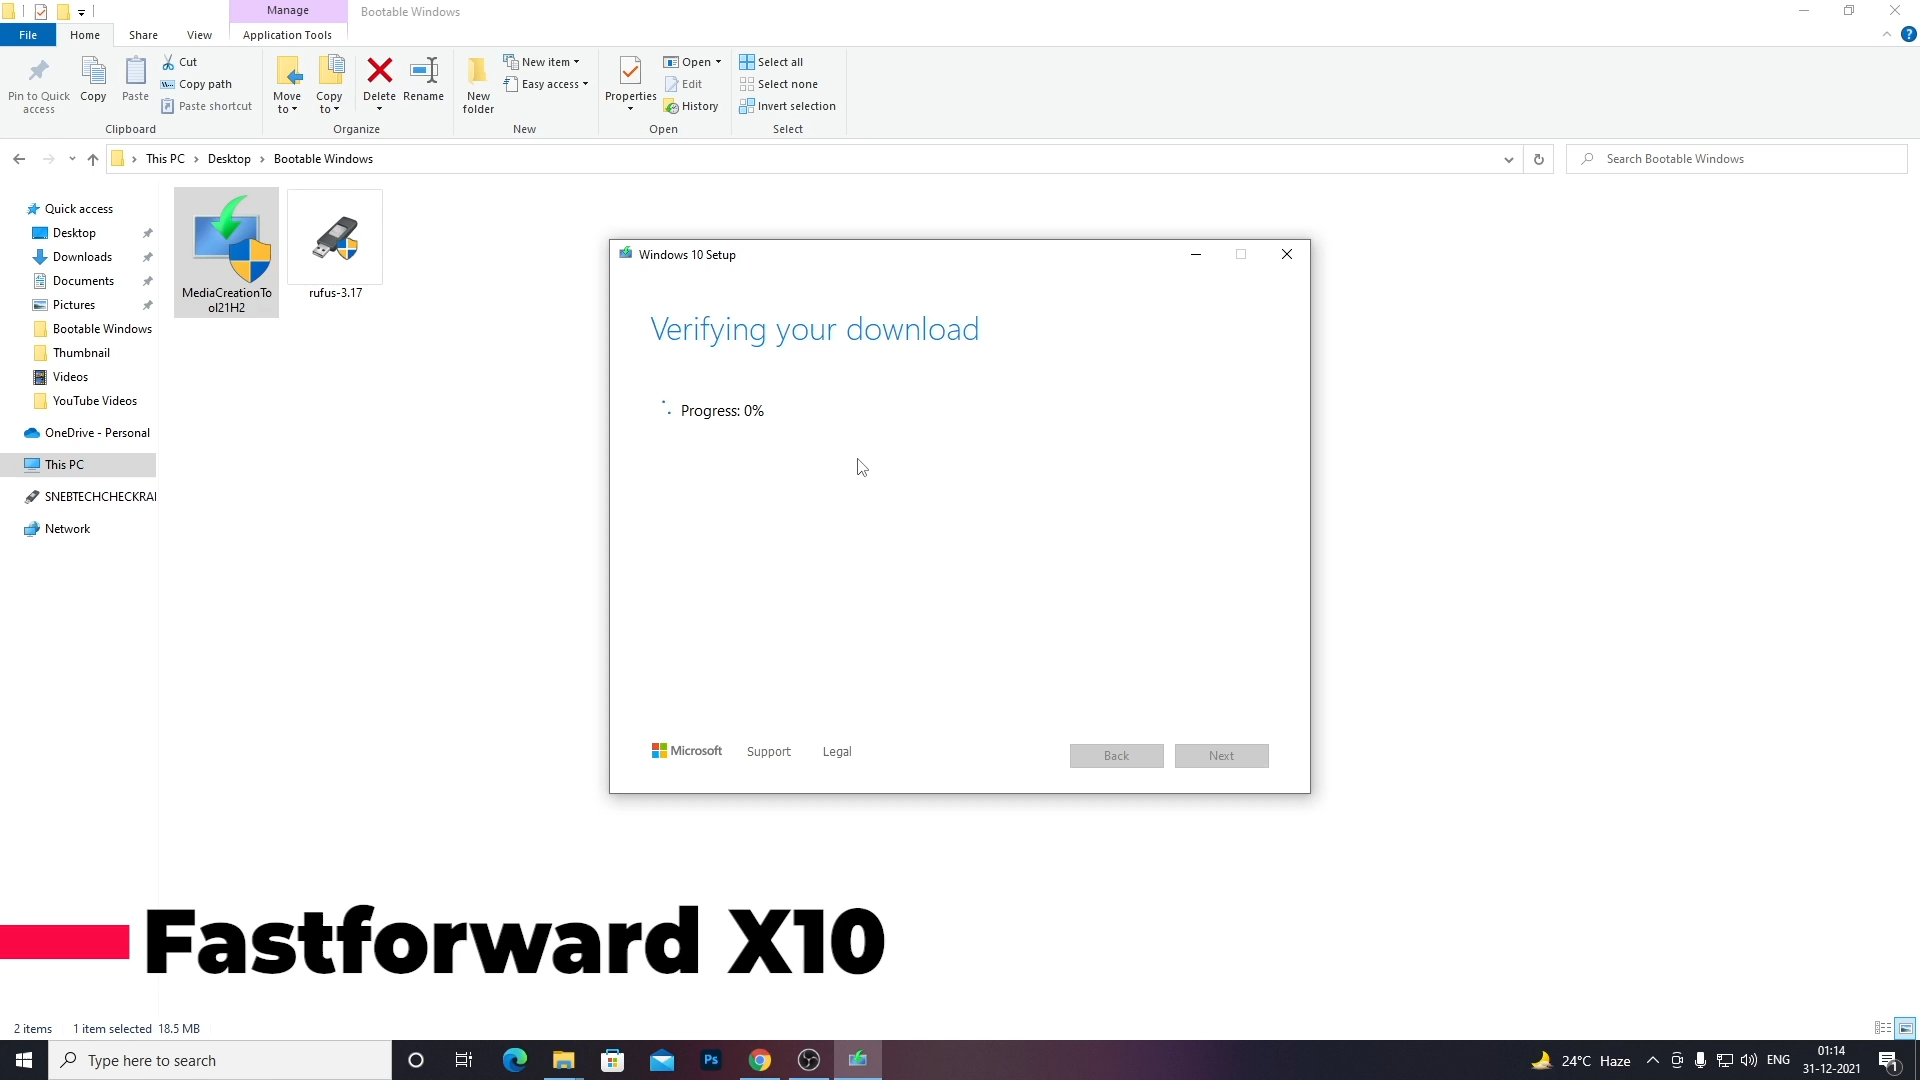 Manage
Bootable Windows
File
Home
Share
View
Application Tools
?
Pin to Quick
access
Copy
Paste
Cut
Copy path
Paste shortcut
Clipboard
Move
to
Copy
to
Delete
Rename
Organize
New
folder
New item
Easy access
New
Properties
Open
Edit
History
Open
Select all
Select none
Invert selection
Select
This PC > Desktop > Bootable Windows
Search Bootable Windows
Quick access
Desktop
Downloads
Documents
Pictures
Bootable Windows
Thumbnail
Videos
YouTube Videos
OneDrive - Personal
This PC
SNEBTECHCHECKRAI
Network
MediaCreationTo
ol21H2
rufus-3.17
Windows 10 Setup
Verifying your download
Progress: 0%
Microsoft
Support
Legal
Back
Next
Fastforward X10
2 items
1 item selected 18.5 MB
Type here to search
Ps
24°C Haze
ENG
01:14
31-12-2021
1